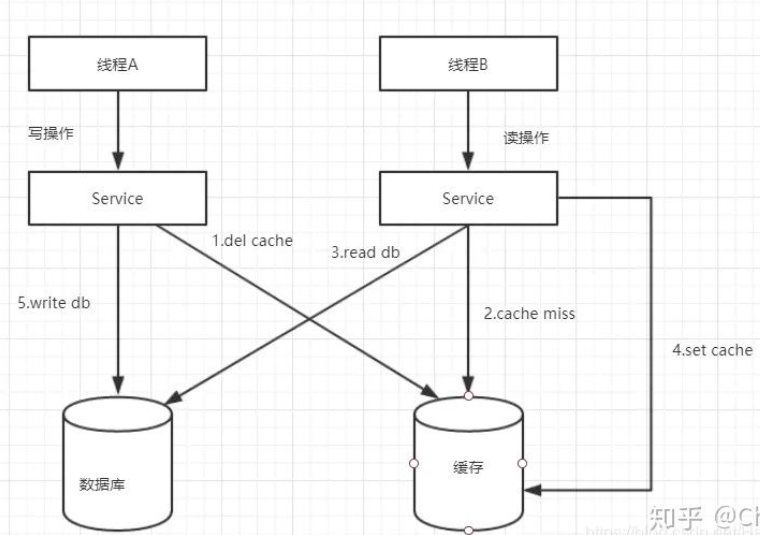 线程A
线程B
写操作
读操作
Service
Service
1.del cache
3.read db
5.write db
2.cache miss
4.set cache
数据库
缓存
知乎 @Ch